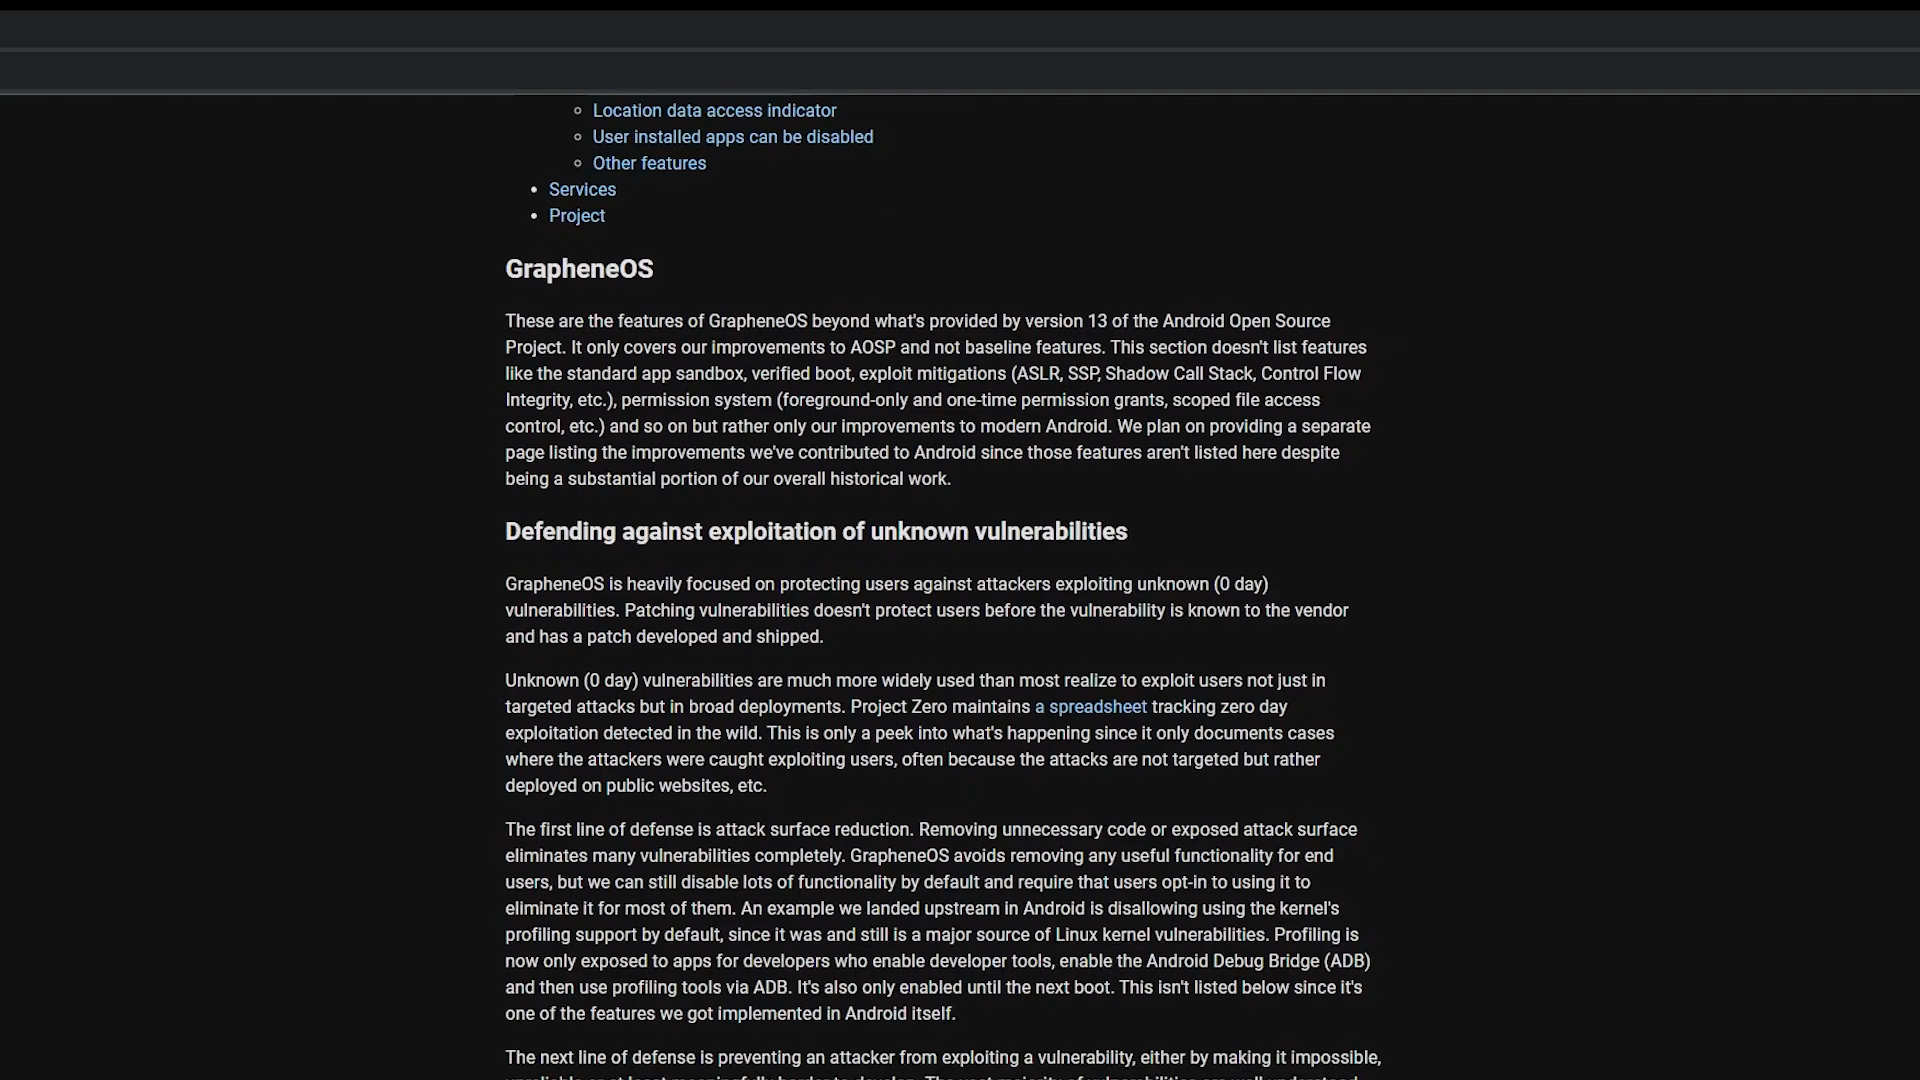 Location data access indicator
User installed apps can be disabled
Other features
Services
Project
GrapheneOS
These are the features of GrapheneOS beyond what's provided by version 13 of the Android Open Source
Project. It only covers our improvements to AOSP and not baseline features. This section doesn't list features
like the standard app sandbox, verified boot, exploit mitigations (ASLR, SSP, Shadow Call Stack, Control Flow
Integrity, etc.), permission system (foreground-only and one-time permission grants, scoped file access
control, etc.) and so on but rather only our improvements to modern Android. We plan on providing a separate
page listing the improvements we've contributed to Android since those features aren't listed here despite
being a substantial portion of our overall historical work.
Defending against exploitation of unknown vulnerabilities
GrapheneOS is heavily focused on protecting users against attackers exploiting unknown (0 day)
vulnerabilities. Patching vulnerabilities doesn't protect users before the vulnerability is known to the vendor
and has a patch developed and shipped.
Unknown (0 day) vulnerabilities are much more widely used than most realize to exploit users not just in
targeted attacks but in broad deployments. Project Zero maintains a spreadsheet tracking zero day
exploitation detected in the wild. This is only a peek into what's happening since it only documents cases
where the attackers were caught exploiting users, often because the attacks are not targeted but rather
deployed on public websites, etc.
The first line of defense is attack surface reduction. Removing unnecessary code or exposed attack surface
eliminates many vulnerabilities completely. GrapheneOS avoids removing any useful functionality for end
users, but we can still disable lots of functionality by default and require that users opt-in to using it to
eliminate it for most of them. An example we landed upstream in Android is disallowing using the kernel's
profiling support by default, since it was and still is a major source of Linux kernel vulnerabilities. Profiling is
now only exposed to apps for developers who enable developer tools, enable the Android Debug Bridge (ADB)
and then use profiling tools via ADB. It's also only enabled until the next boot. This isn't listed below since it's
one of the features we got implemented in Android itself.
The next line of defense is preventing an attacker from exploiting a vulnerability, either by making it impossible,